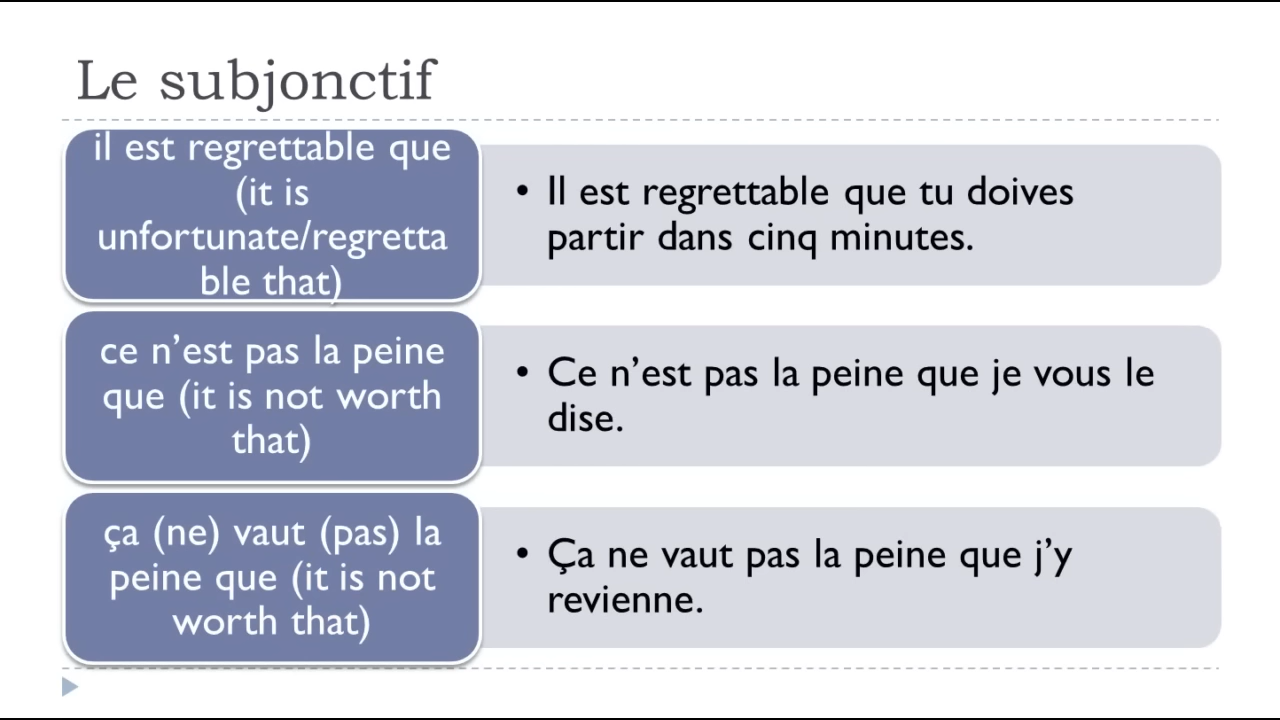 Le subjonctif
il est regrettable que
(it is
unfortunate/regretta
ble that)
• Il est regrettable que tu doives
partir dans cinq minutes.
ce n’est pas la peine
que (it is not worth
that)
• Ce n’est pas la peine que je vous le
dise.
ça (ne) vaut (pas) la
peine que (it is not
worth that)
• Ça ne vaut pas la peine que j’y
revienne.